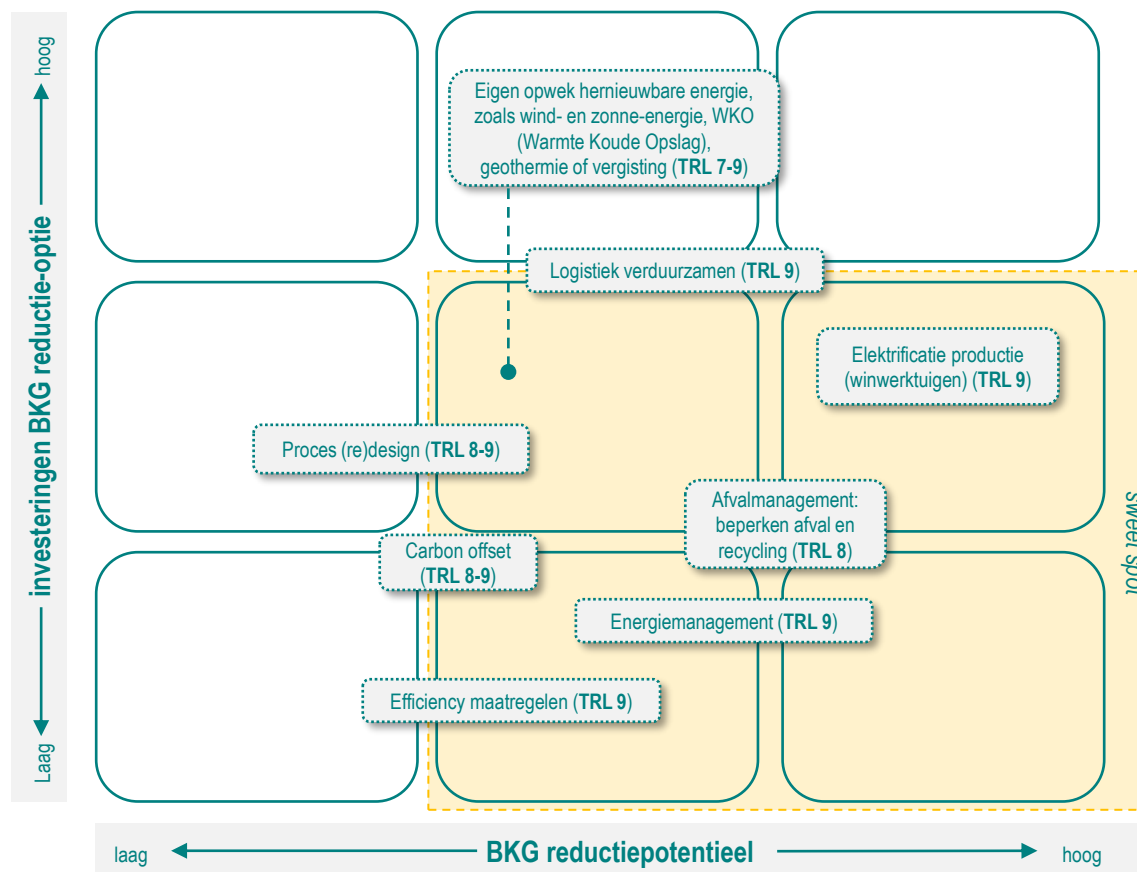 hoog
investeringen BKG reductie-optie
Laag
Eigen opwek hernieuwbare energie,
zoals wind- en zonne-energie, WKO
(Warmte Koude Opslag),
geothermie of vergisting (TRL 7-9)
Logistiek verduurzamen (TRL 9)
Elektrificatie productie
(winwerktuigen) (TRL 9)
Proces (re)design (TRL 8-9)
Afvalmanagement:
beperken afval en
recycling (TRL 8)
sweet spot
Carbon offset
(TRL 8-9)
Energiemanagement (TRL 9)
Efficiency maatregelen (TRL 9)
laag
BKG reductiepotentieel
hoog